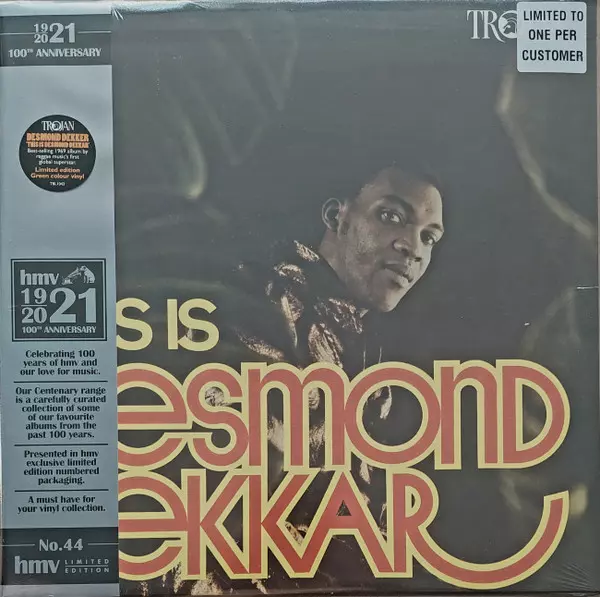 19
20 21
100TH ANNIVERSARY
TROJAN
DESMOND DEKKER
'THIS IS DESMOND DEKKAR'
Best-selling 1969 album by
reggae music's first
global superstar.
Limited edition
Green colour vinyl
hmv
19
20 21
100TH ANNIVERSARY
Celebrating 100
years of hmv and
our love for music.
Our Centenary range
is a carefully curated
collection of some
of our favourite
albums from the
past 100 years.
Presented in hmv
exclusive limited
edition numbered
packaging.
A must have for
your vinyl collection.
No.44
hmv LIMITED
EDITION
TR
LIMITED TO
ONE PER
CUSTOMER
S IS
esmonD
eKKAR